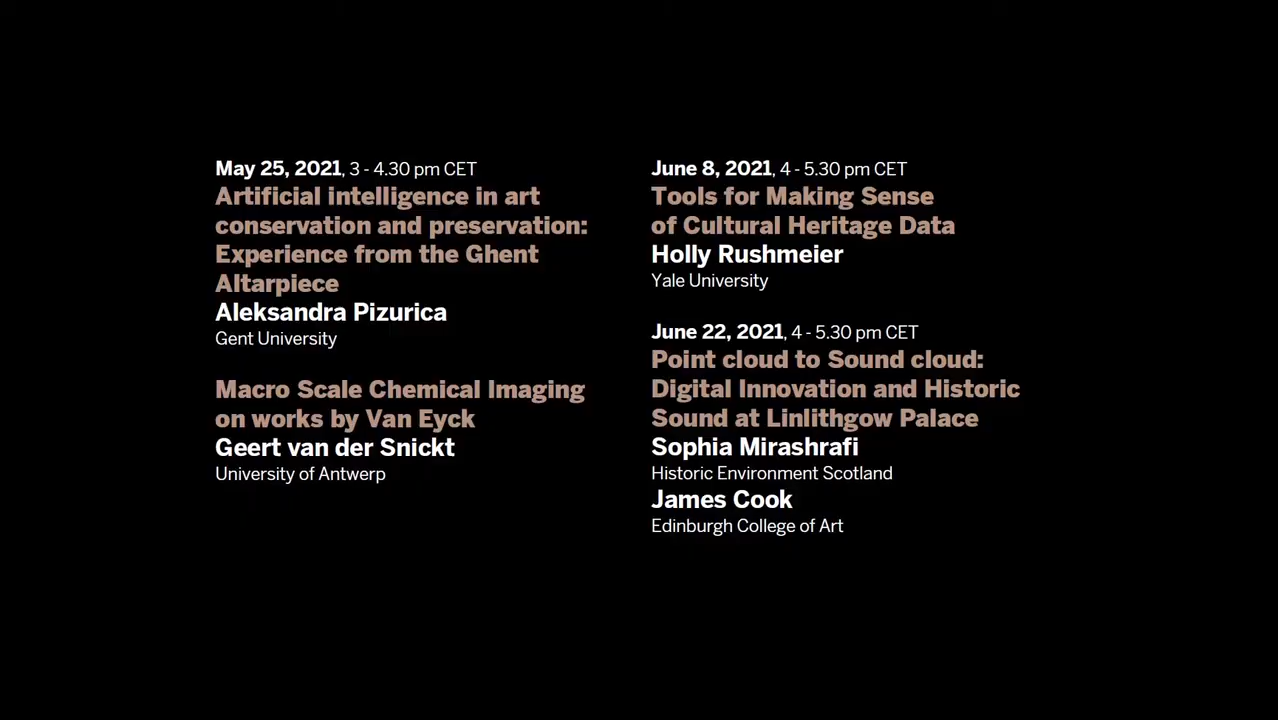 May 25, 2021, 3 - 4.30 pm CET
Artificial intelligence in art
conservation and preservation:
Experience from the Ghent
Altarpiece
Aleksandra Pizurica
Gent University
Macro Scale Chemical Imaging
on works by Van Eyck
Geert van der Snickt
University of Antwerp
June 8, 2021, 4 - 5.30 pm CET
Tools for Making Sense
of Cultural Heritage Data
Holly Rushmeier
Yale University
June 22, 2021, 4 - 5.30 pm CET
Point cloud to Sound cloud:
Digital Innovation and Historic
Sound at Linlithgow Palace
Sophia Mirashrafi
Historic Environment Scotland
James Cook
Edinburgh College of Art